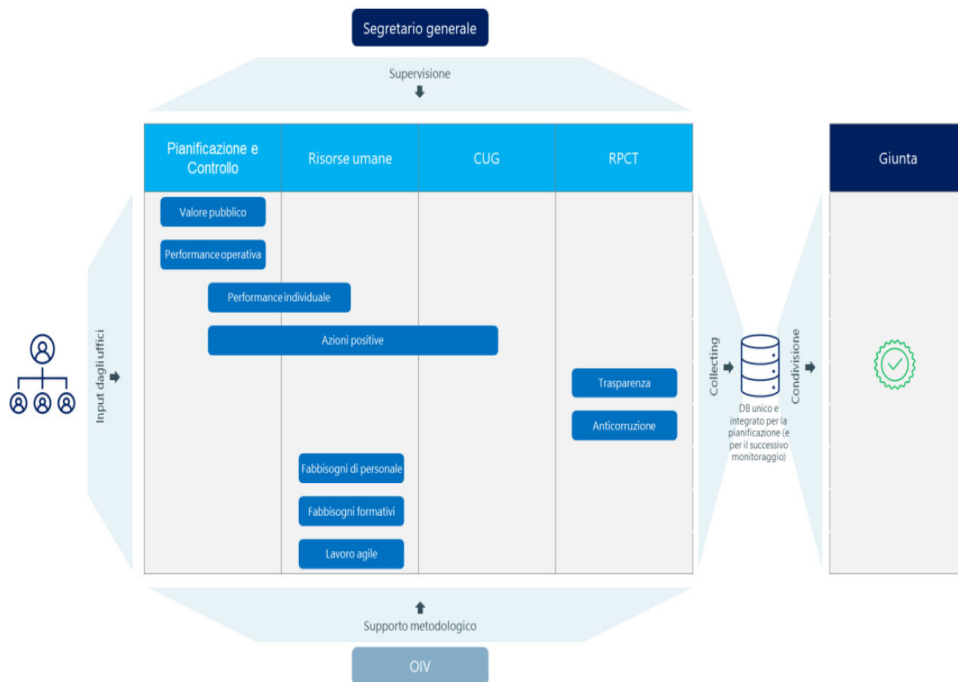 Segretario generale
Supervisione
Pianificazione e
Controllo
Risorse umane
CUG
RPCT
Giunta
Input dagli uffici
Valore pubblico
Performance operativa
Performance individuale
Azioni positive
Trasparenza
Anticorruzione
Fabbisogni di personale
Fabbisogni formativi
Lavoro agile
Collecting
DB unico e
integrato per la
pianificazione (e
per il successivo
monitoraggio)
Condivisione
Supporto metodologico
OIV